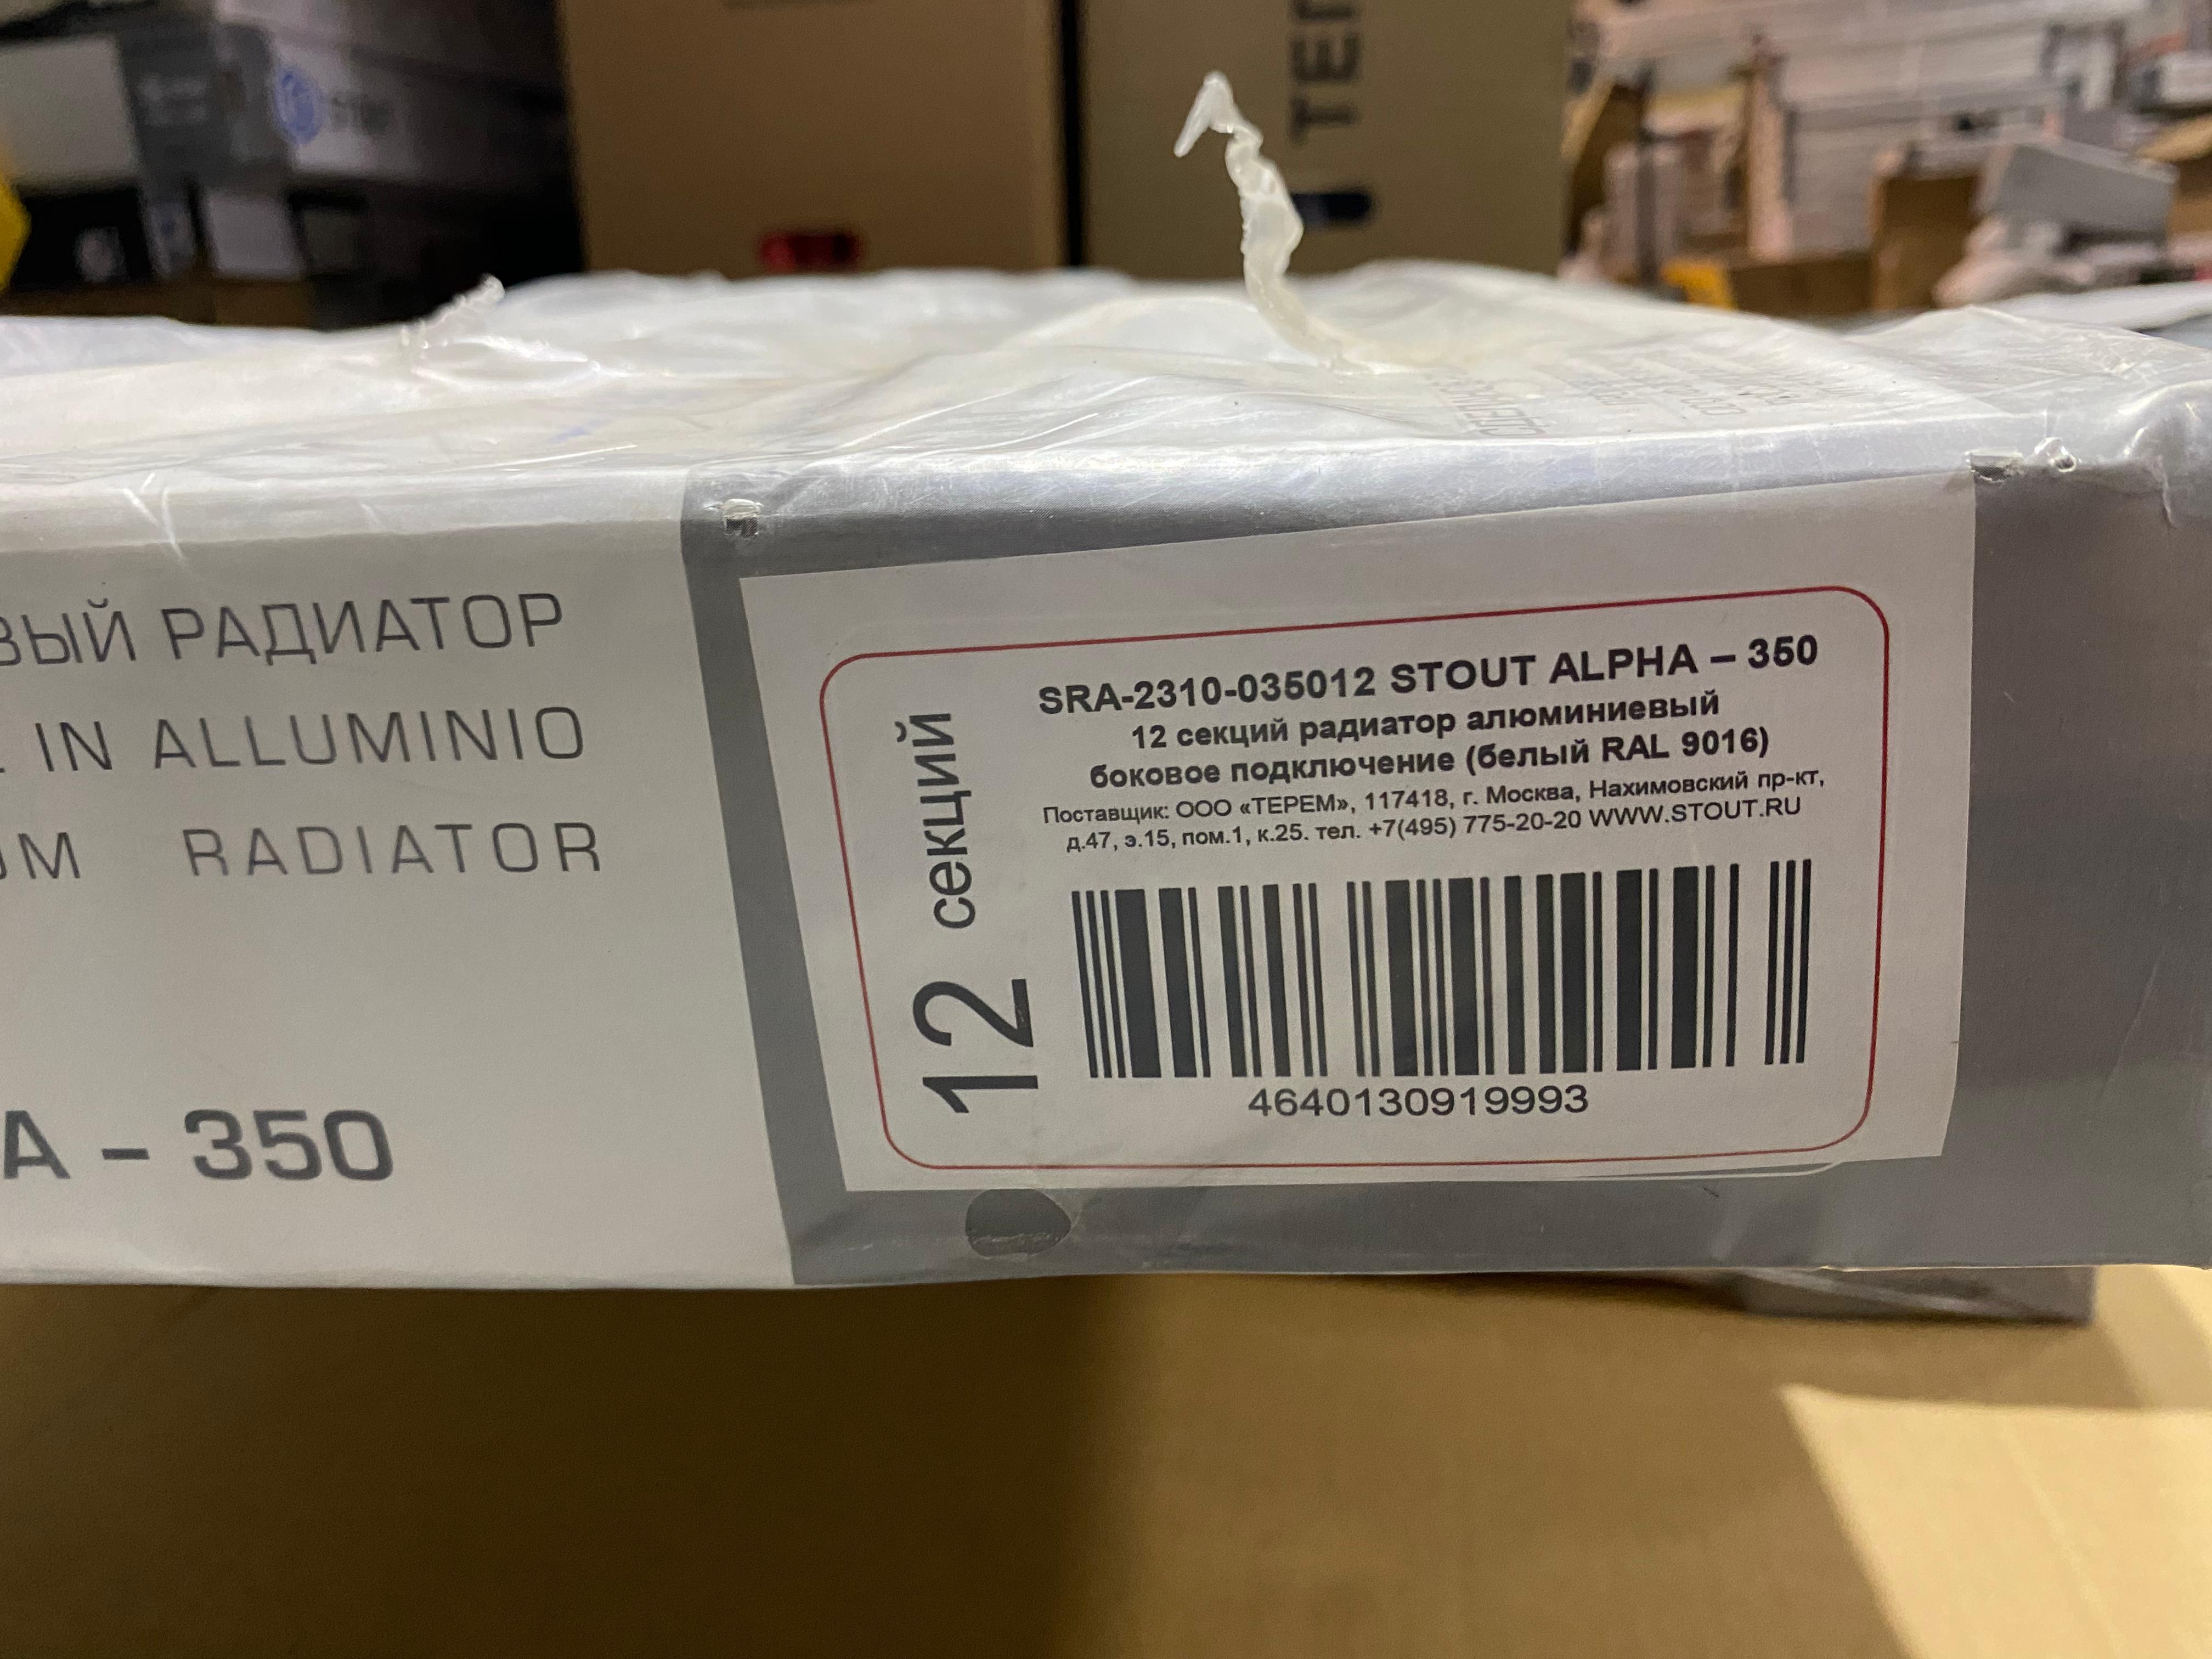 ТЕР
РАДИАТОР
IN ALLUMINIO
RADIATOR
– 350
12 секций
SRA-2310-035012 STOUT ALPHA – 350
12 секций радиатор алюминиевый
боковое подключение (белый RAL 9016)
Поставщик: ООО «ТЕРЕМ», 117418, г. Москва, Нахимовский пр-кт,
д.47, э.15, пом.1, к.25. тел. +7(495) 775-20-20 WWW.STOUT.RU
4640130919993